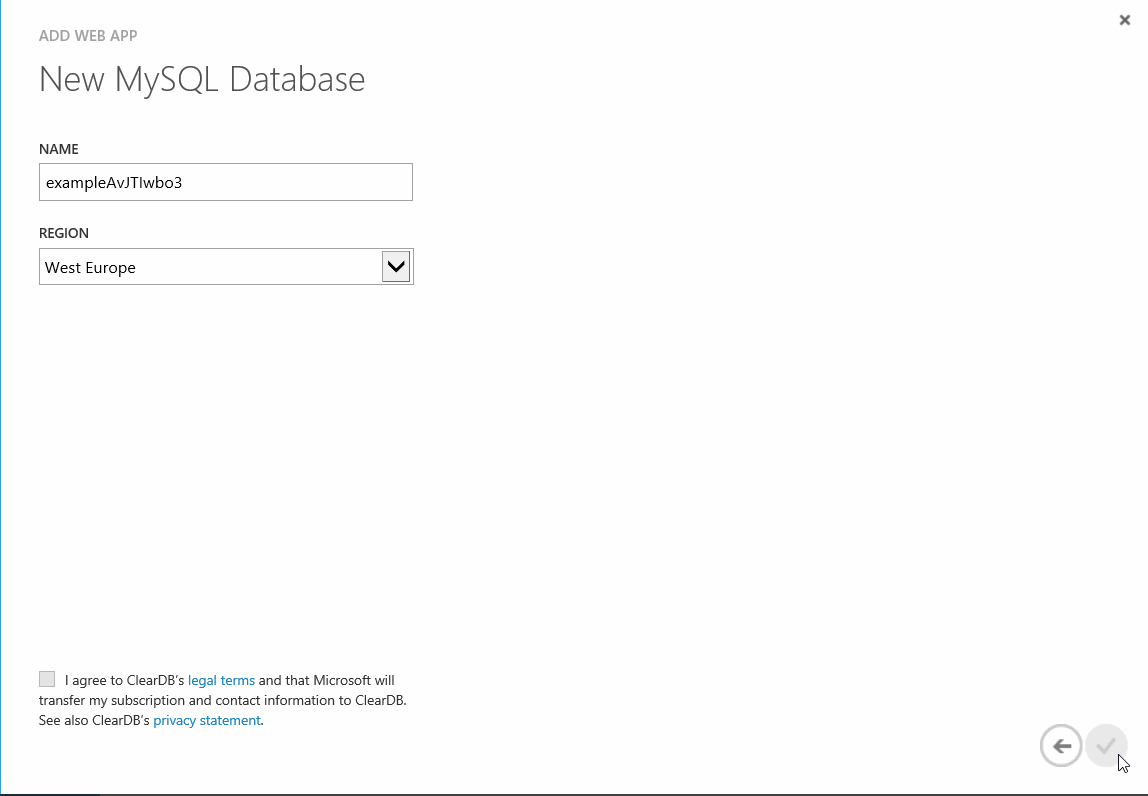 ADD WEB APP
New MySQL Database
NAME
exampleAvJTIwbo3
REGION
West Europe
I agree to ClearDB's legal terms and that Microsoft will
transfer my subscription and contact information to ClearDB.
See also ClearDB's privacy statement.